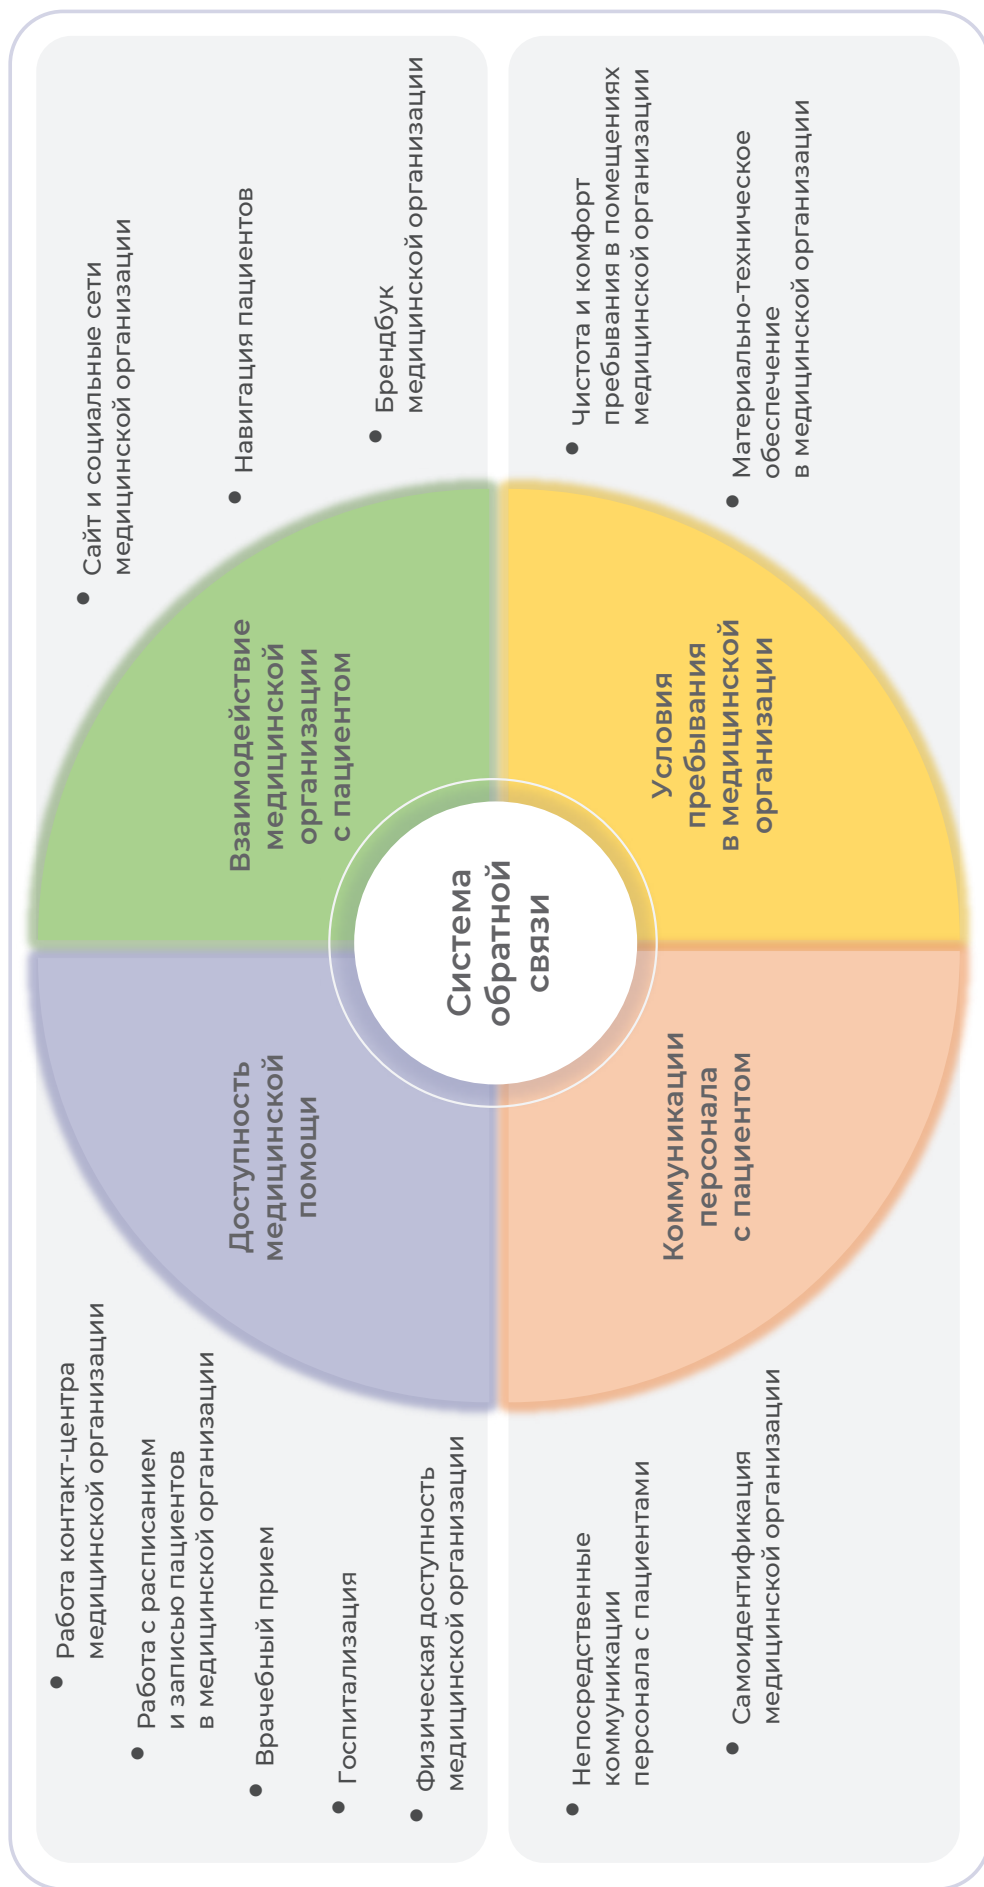 Работа контакт-центра
медицинской организации
Работа с расписанием
и записью пациентов
в медицинской организации
Врачебный прием
Госпитализация
Физическая доступность
медицинской организации
Доступность
медицинской
помощи
Взаимодействие
медицинской
организации
с пациентом
Сайт и социальные сети
медицинской организации
Навигация пациентов
Брендбук
медицинской организации
Система
обратной
связи
Непосредственные
коммуникации
персонала с пациентами
Самоидентификация
медицинской организации
Коммуникации
персонала
с пациентом
Условия
пребывания
в медицинской
организации
Чистота и комфорт
пребывания в помещениях
медицинской организации
Материально-техническое
обеспечение
в медицинской организации